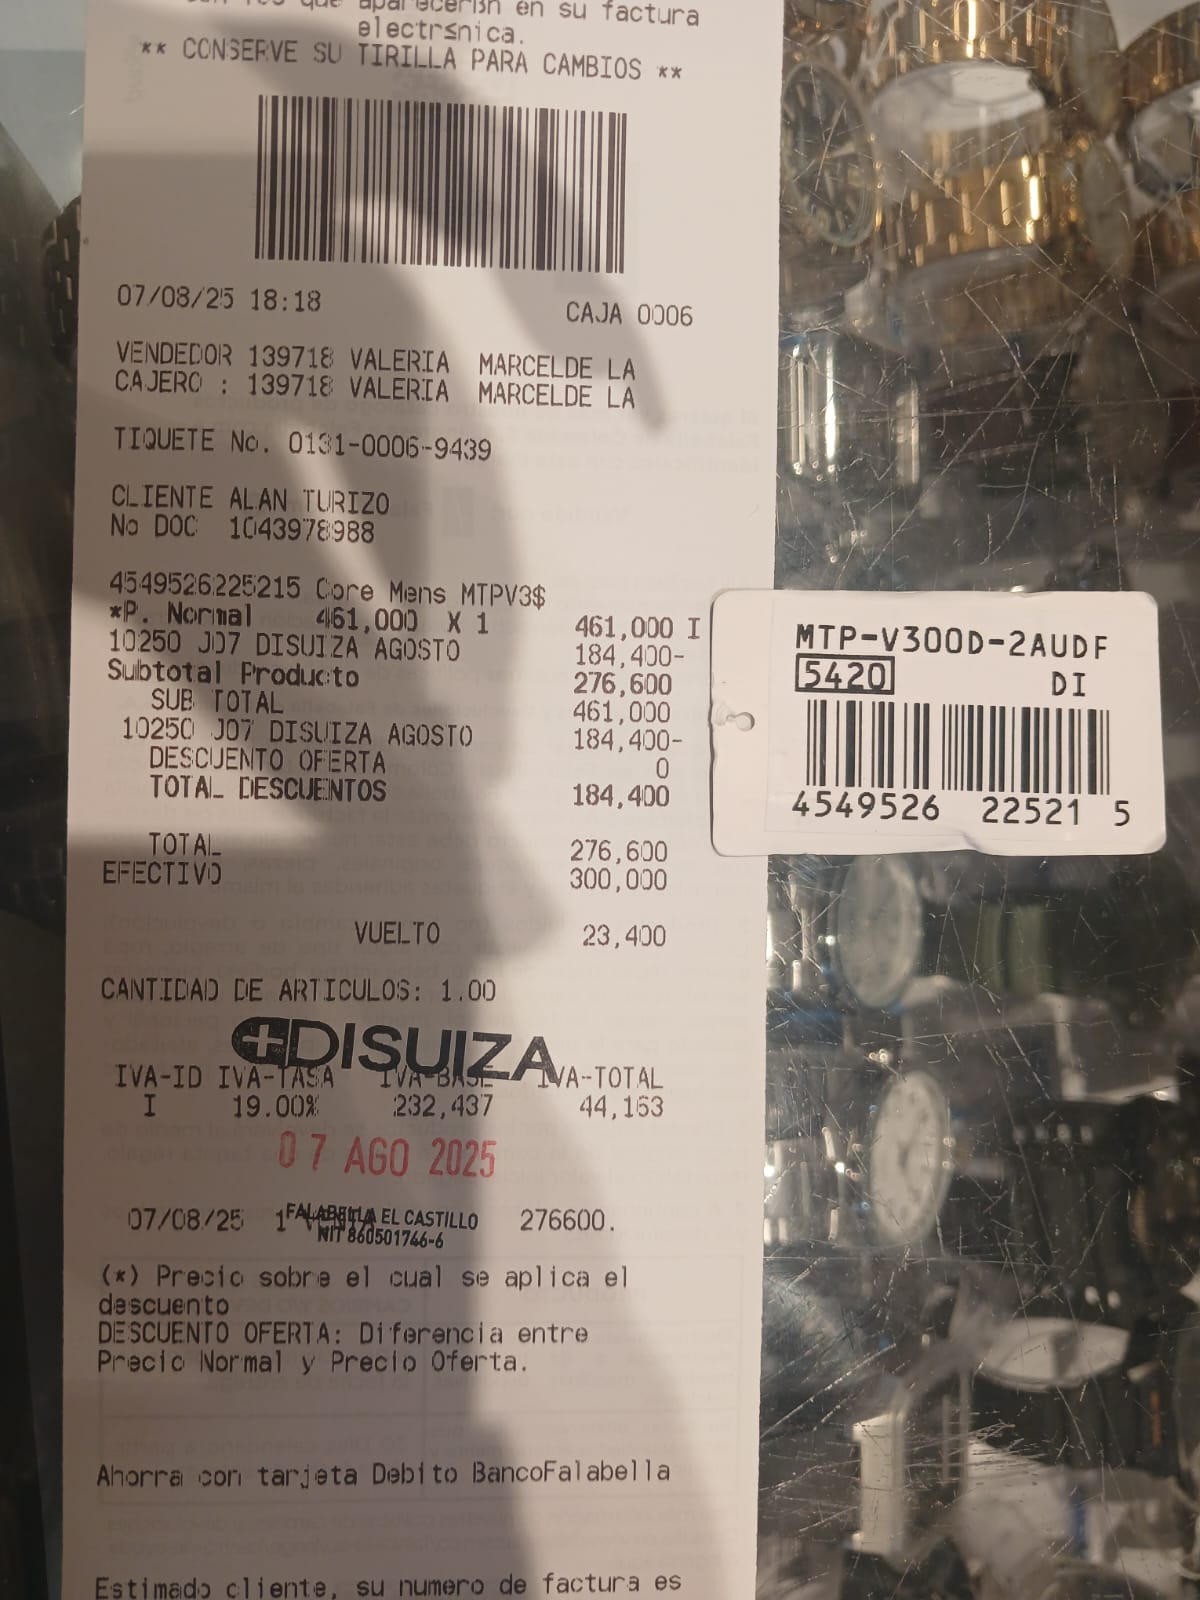 que aparecerían en su factura
electrsnica.
** CONSERVE SU TIRILLA PARA CAMBIOS **
07/08/25 18:18 CAJA 0006
VENDEDOR 139718 VALERIA MARCELDE LA
CAJERO : 139718 VALERIA MARCELDE LA
TIQUETE No. 0131-0006-9439
CLIENTE ALAN TURIZO
No DOC 1043978988
4549526225215 Core Mens MTPV3$
*P. Normal 461,000 X 1 461,000 I
10250 J07 DISUIZA AGOSTO 184,400-
Subtotal Producto 276,600
SUB TOTAL 461,000
10250 J07 DISUIZA AGOSTO 184,400-
DESCUENTO OFERTA 0
TOTAL DESCUENTOS 184,400
TOTAL 276,600
EFECTIVO 300,000
VUELTO 23,400
CANTIDAD DE ARTICULOS: 1.00
DISUIZA
IVA-ID IVA-TASA IVA-BASE IVA-TOTAL
I 19.00% 232,437 44,163
07 AGO 2025
07/08/25 1 276600.
FALABELLA EL CASTILLO
NIT 860501746-6
(*) Precio sobre el cual se aplica el
descuento
DESCUENTO OFERTA: Diferencia entre
Precio Normal y Precio Oferta.
Ahorra con tarjeta Debito BancoFalabella
Estimado cliente, su numero de factura es
MTP-V300D-2AUDF
5420 DI
4549526 22521 5